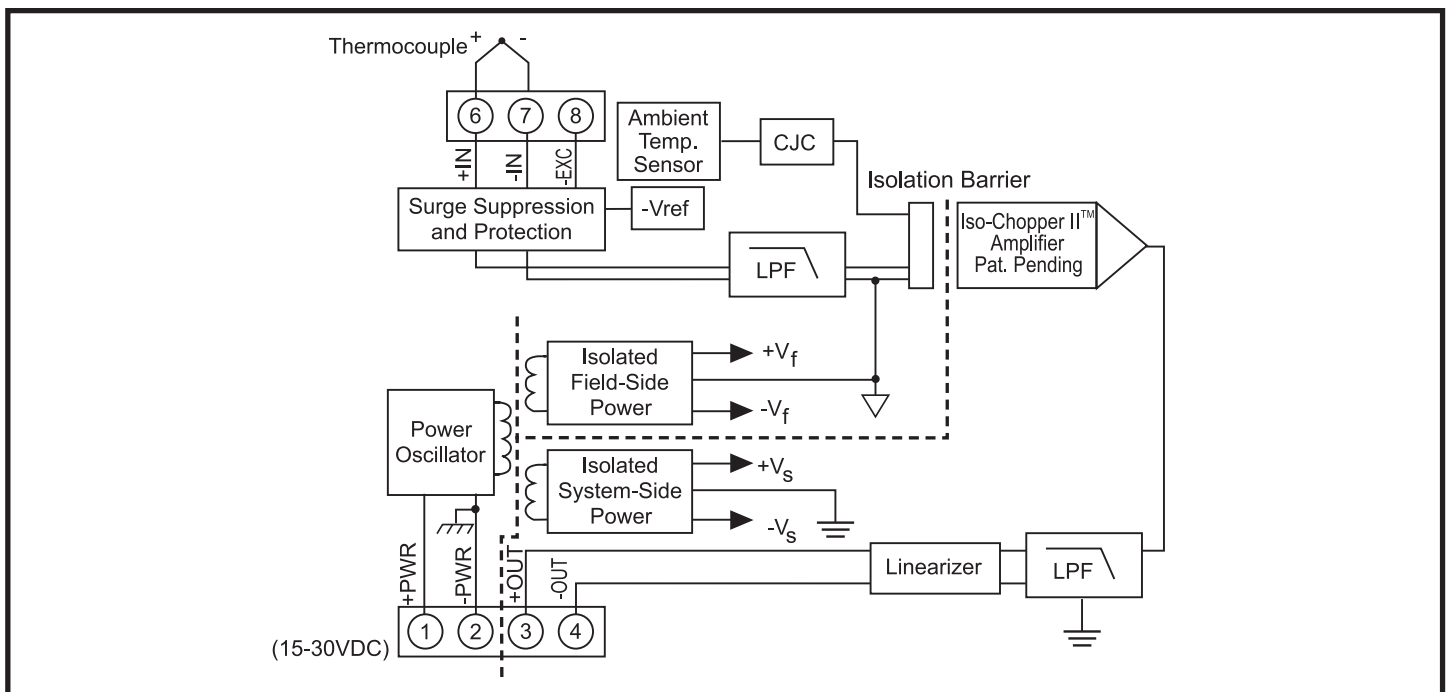 Thermocouple + -
6 7 8
+IN -IN -EXC
Ambient
Temp.
Sensor
CJC
Isolation Barrier
Surge Suppression
and Protection
-Vref
LPF
Iso-Chopper II™
Amplifier
Pat. Pending
Isolated
Field-Side
Power
+Vf
-Vf
Power
Oscillator
Isolated
System-Side
Power
+Vs
-Vs
+PWR -PWR +OUT -OUT
Linearizer
LPF
1 2 3 4
(15-30VDC)